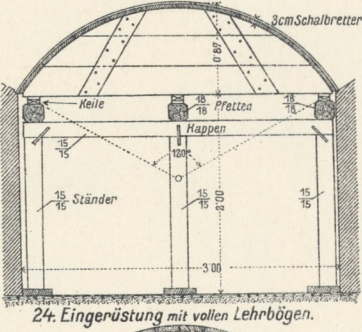 3cm Schalbretter
0,87
Keile
18/18 Pfetten
18/18
Kappen
15/15
120°
15/15 Ständer
15/15
15/15
2'00
3'00
24. Eingerüstung mit vollen Lehrbögen.